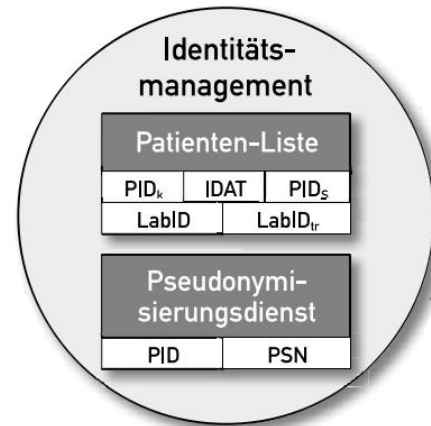 Identitäts-
management
Patienten-Liste
PIDk IDAT PIDS
LabID LabIDtr
Pseudonymi-
sierungsdienst
PID PSN